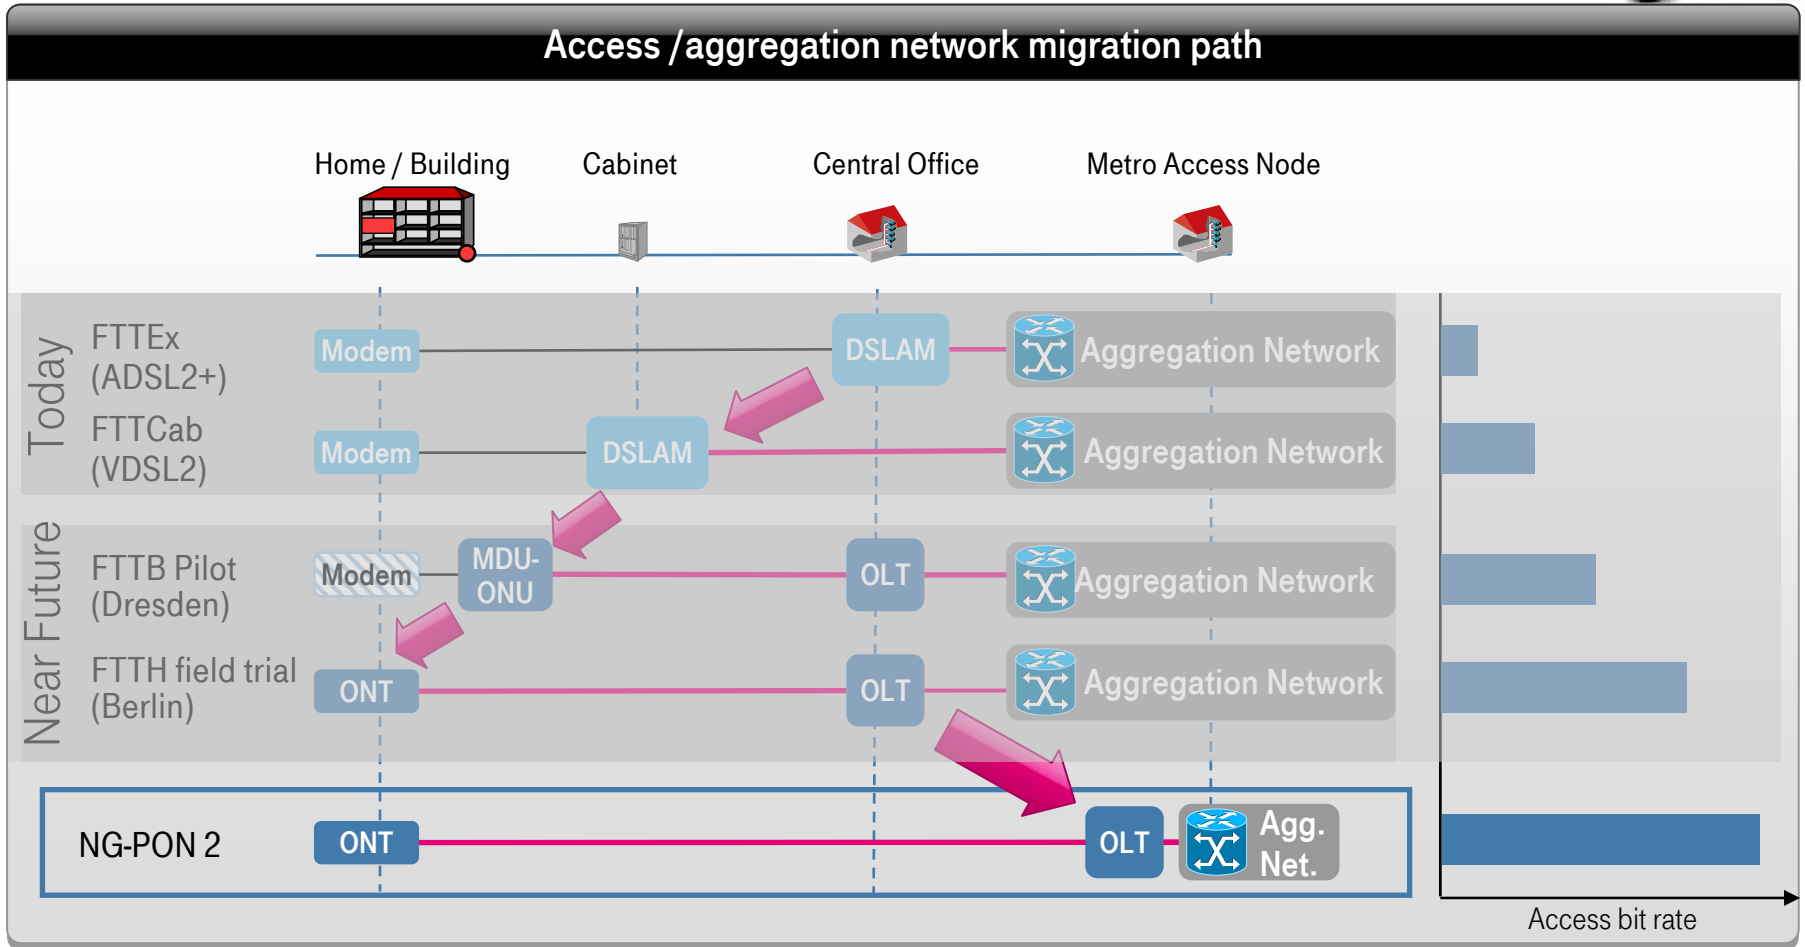 Access /aggregation network migration path
Home / Building
Cabinet
Central Office
Metro Access Node
Today
FTTEx
(ADSL2+)
Modem
DSLAM
Aggregation Network
FTTCab
(VDSL2)
Modem
DSLAM
Aggregation Network
Near Future
FTTB Pilot
(Dresden)
Modem
MDU-
ONU
OLT
Aggregation Network
FTTH field trial
(Berlin)
ONT
OLT
Aggregation Network
NG-PON 2
ONT
OLT
Agg.
Net.
Access bit rate